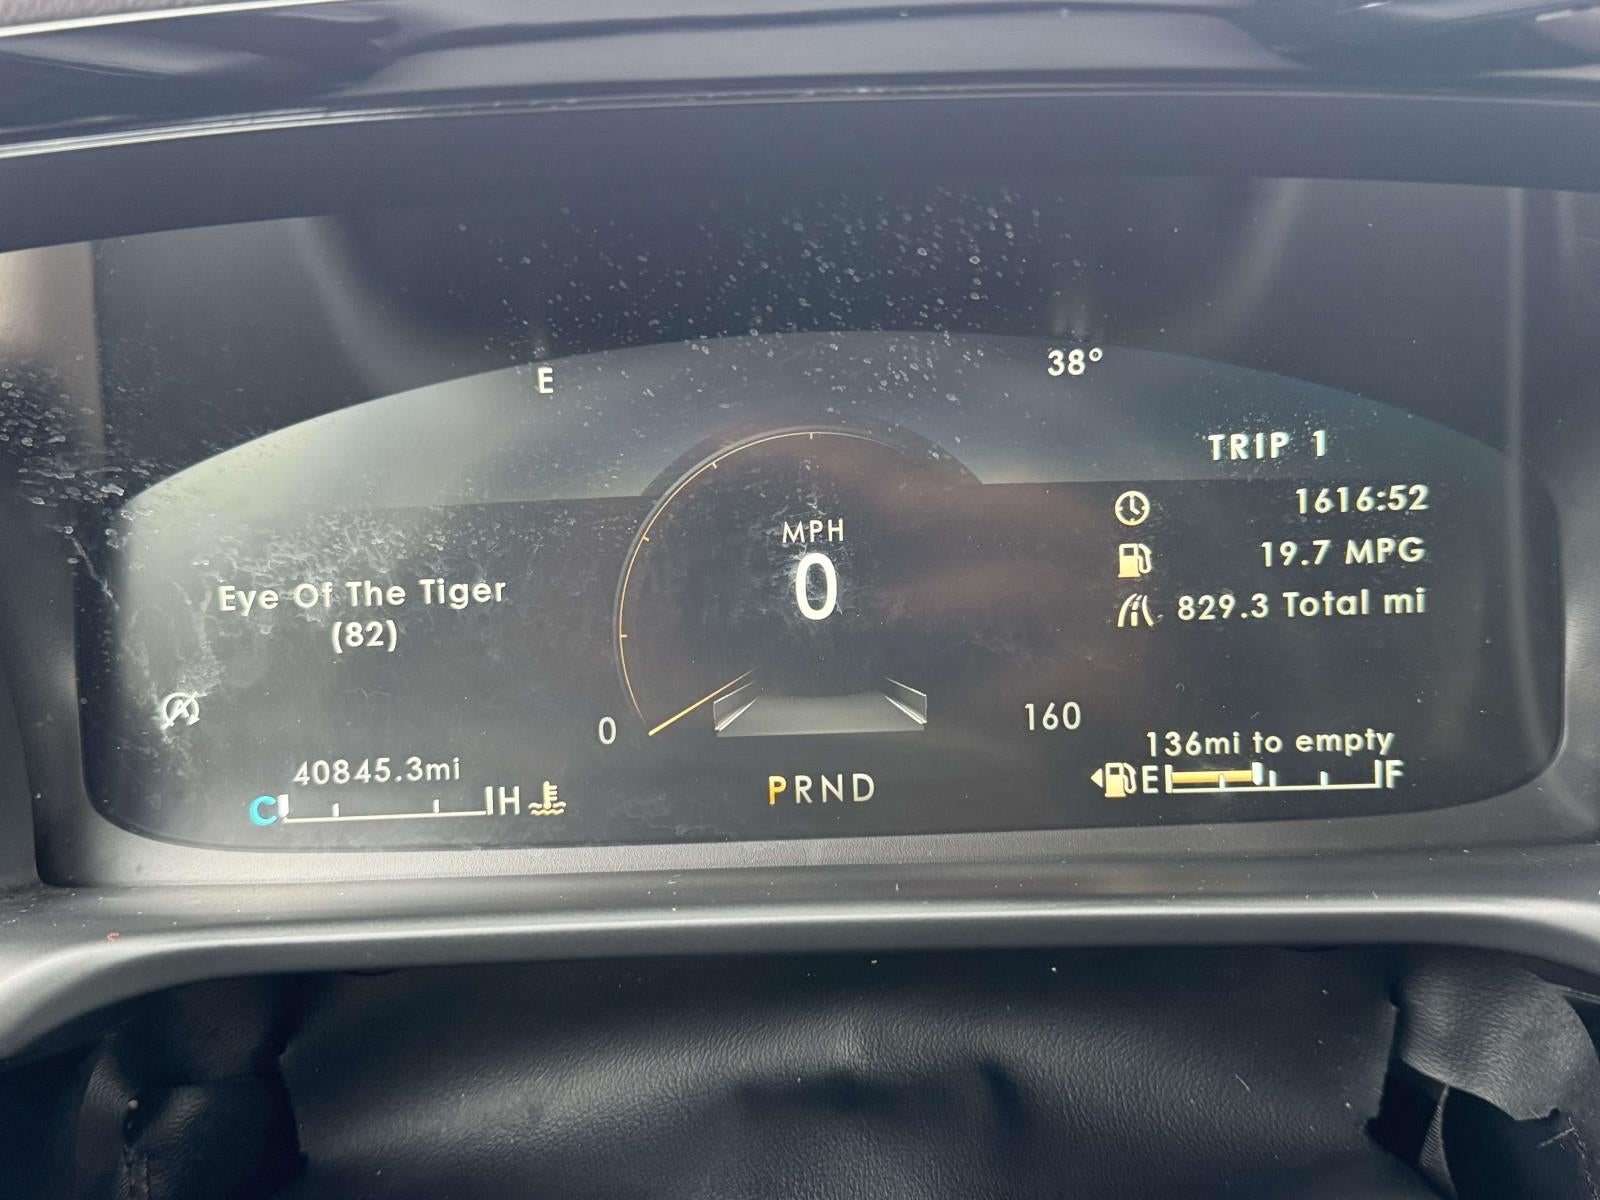 E
38°
TRIP 1
1616:52
19.7 MPG
829.3 Total mi
MPH
0
Eye Of The Tiger
(82)
A
0
160
40845.3mi
C H
PRND
136mi to empty
E F